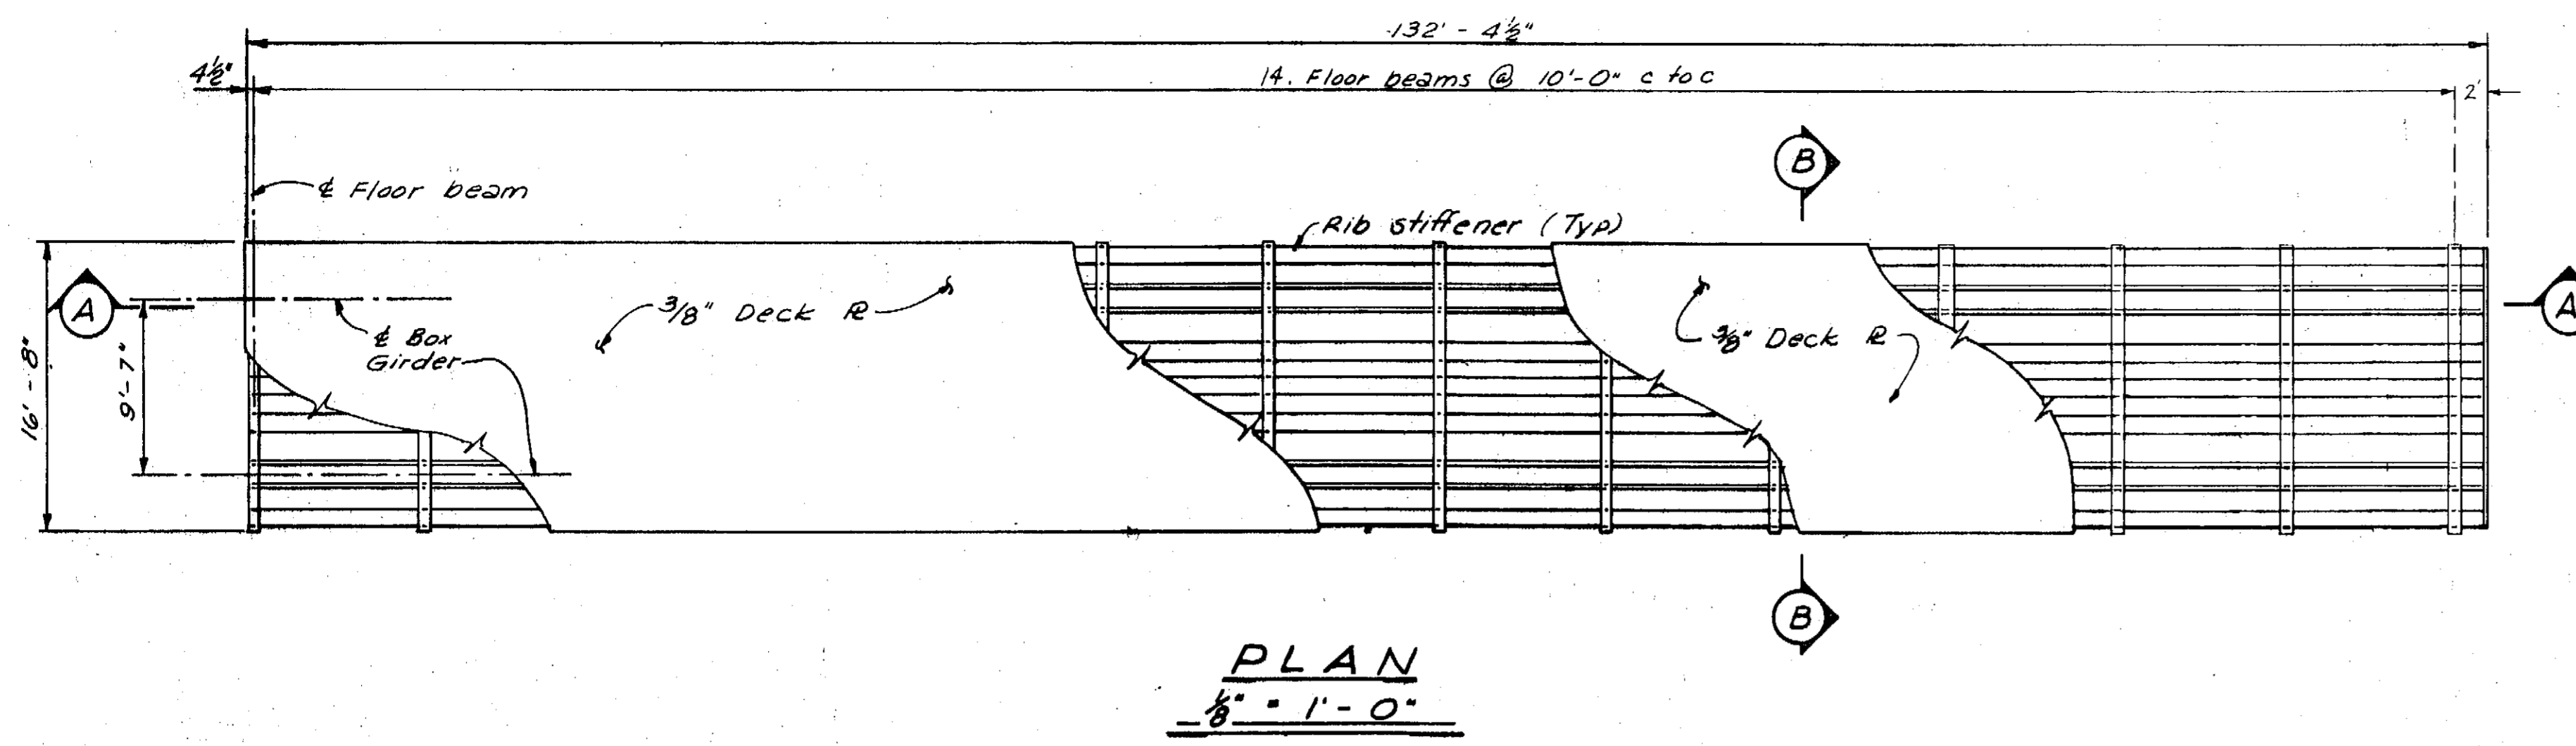 132' - 4½"
4½"
14. Floor beams @ 10'-0" c to c
2'
B
℄ Floor beam
Rib stiffener (Typ)
A
3/8" Deck ℞
℄ Box
Girder
3/8" Deck ℞
A
16' - 8"
9'- 7"
B
PLAN
⅛" = 1' - 0"